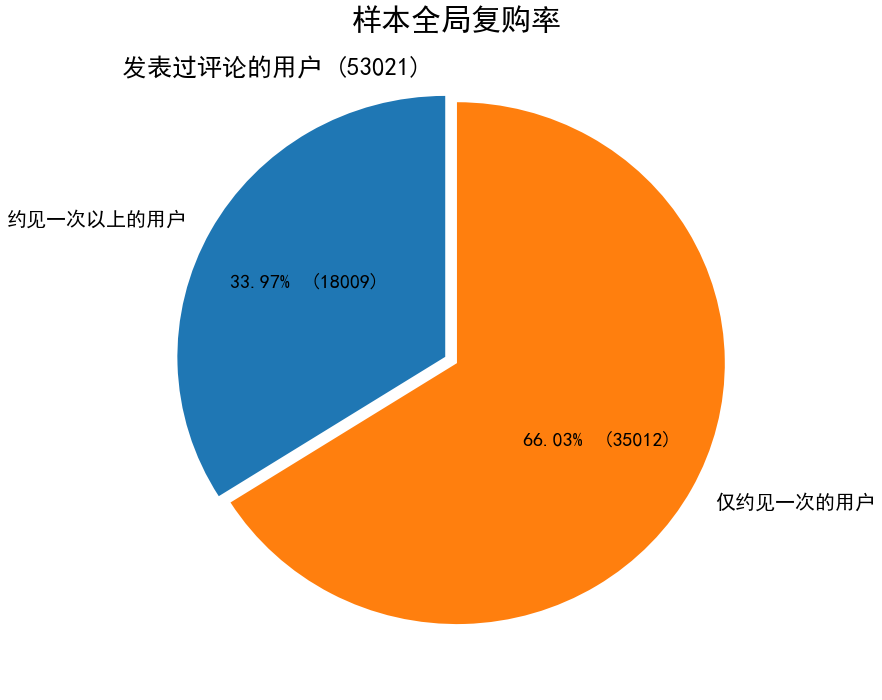 样本全局复购率
发表过评论的用户 (53021)
约见一次以上的用户
33.97% (18009)
66.03% (35012)
仅约见一次的用户